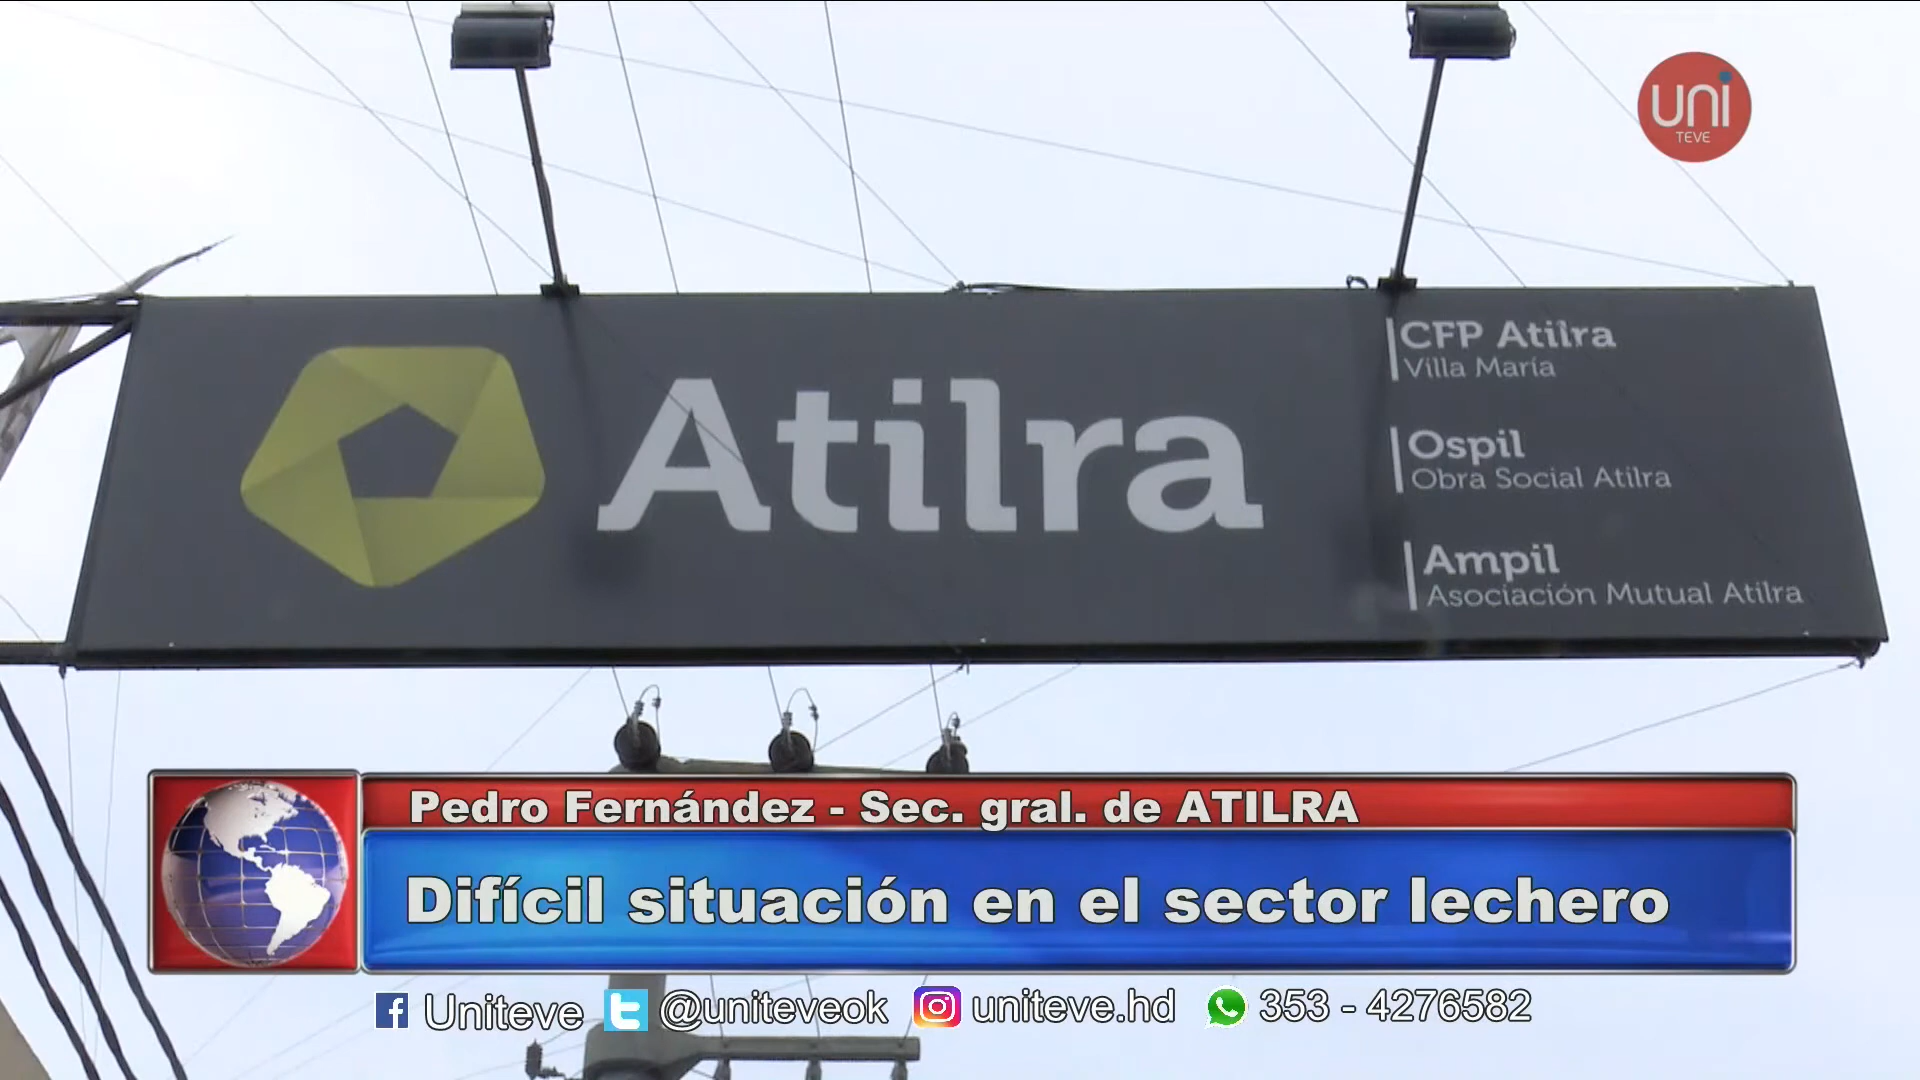 UNI
TEVE
Atilra
CFP Atilra
Villa María
Ospil
Obra Social Atilra
Ampil
Asociación Mutual Atilra
Pedro Fernández - Sec. gral. de ATILRA
Difícil situación en el sector lechero
Uniteve @uniteveok uniteve.hd 353 - 4276582